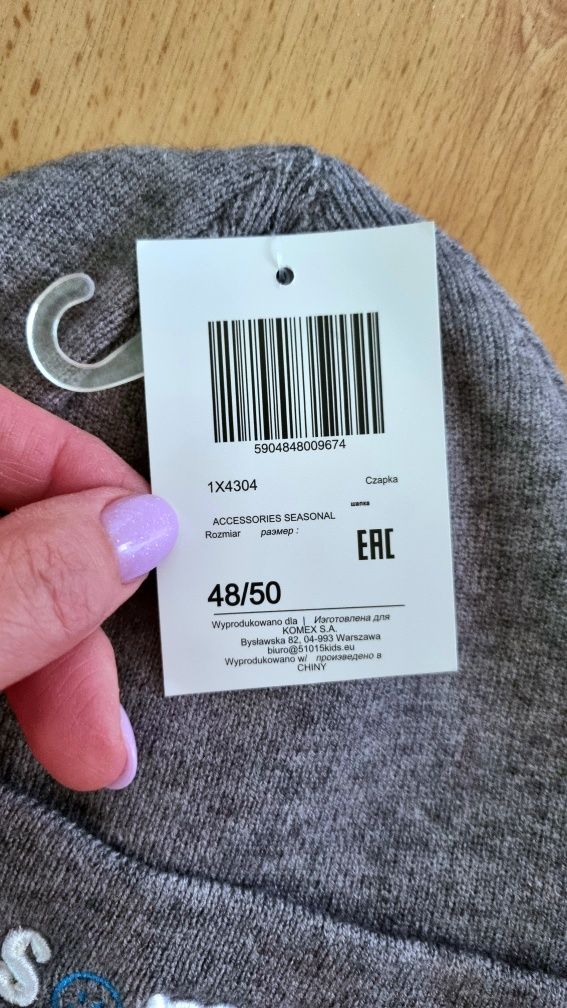 5904848009674
1X4304 Czapka
шапка
ACCESSORIES SEASONAL
Rozmiar размер :
EAC
48/50
Wyprodukowano dla | Изготовлена для
KOMEX S.A.
Bysławska 82, 04-993 Warszawa
biuro@51015kids.eu
Wyprodukowano w/ произведено в
CHINY
S